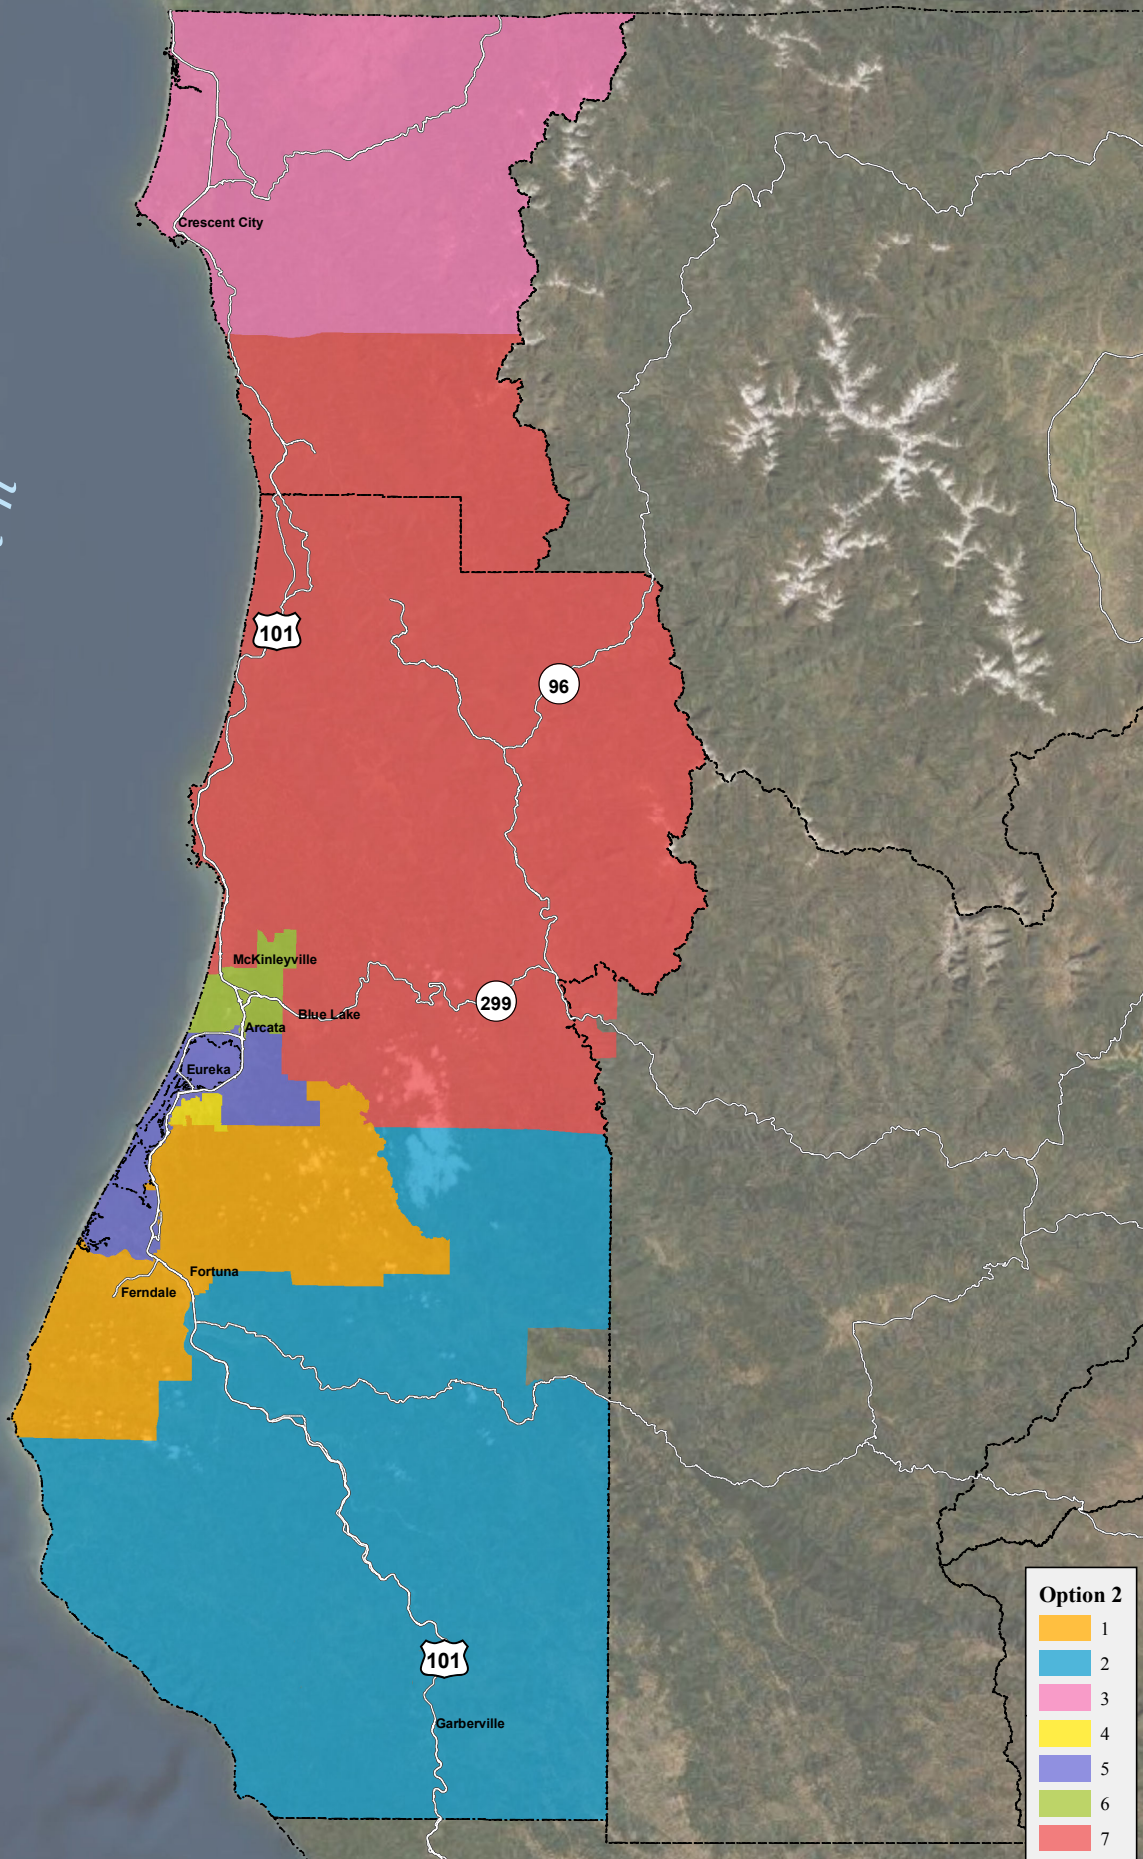 Crescent City
101
96
McKinleyville
299
Blue Lake
Arcata
Eureka
Fortuna
Ferndale
101
Garberville
Option 2
1
2
3
4
5
6
7